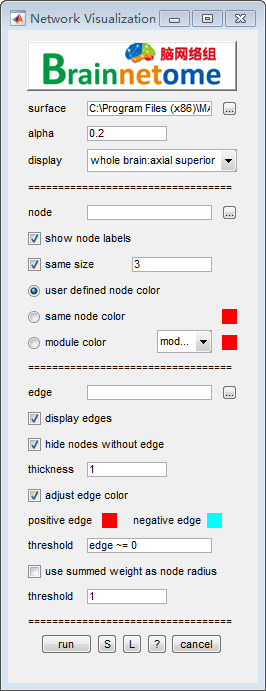 Network Visualization
脑网络组
Brainnetome
surface C:\Program Files (x86)\MA ...
alpha 0.2
display whole brain:axial superior
==================================
node ...
show node labels
same size 3
user defined node color
same node color
module color mod...
==================================
edge ...
display edges
hide nodes without edge
thickness 1
adjust edge color
positive edge negative edge
threshold edge ~= 0
use summed weight as node radius
threshold 1
==================================
run S L ? cancel